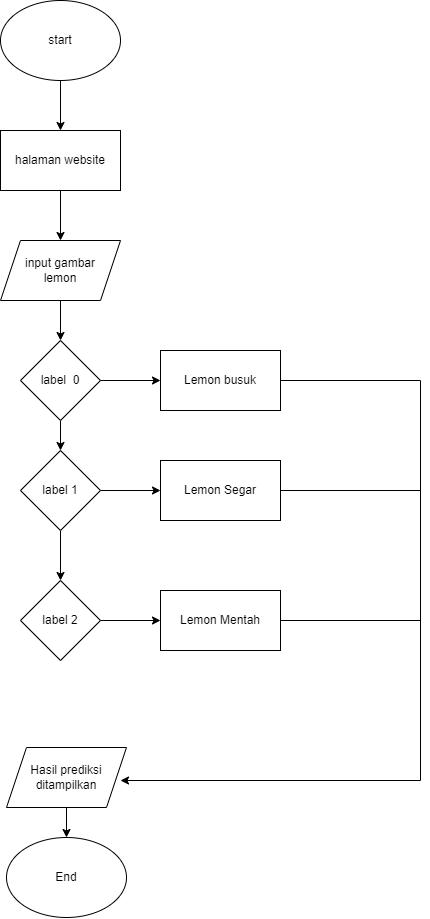 start
halaman website
input gambar
lemon
label  0
Lemon busuk
label 1
Lemon Segar
label 2
Lemon Mentah
Hasil prediksi
ditampilkan
End